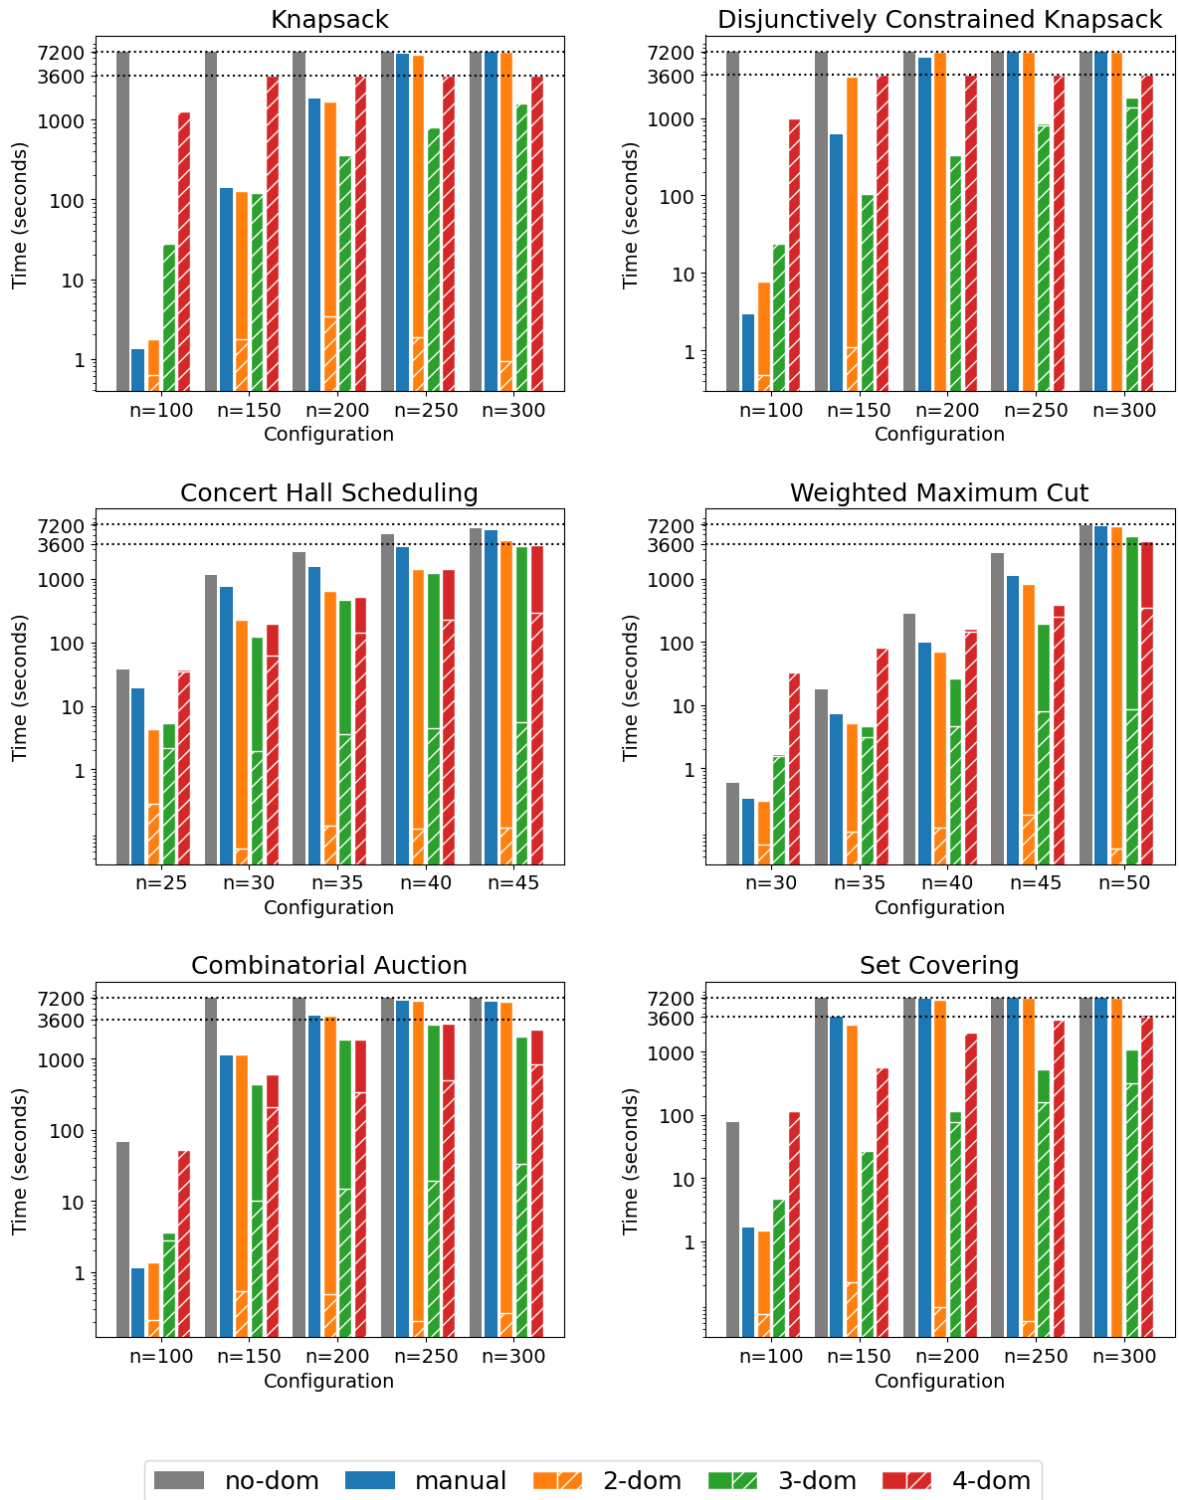 Knapsack
7200
3600
1000
100
10
1
Time (seconds)
n=100 n=150 n=200 n=250 n=300
Configuration
Disjunctively Constrained Knapsack
7200
3600
1000
100
10
1
Time (seconds)
n=100 n=150 n=200 n=250 n=300
Configuration
Concert Hall Scheduling
7200
3600
1000
100
10
1
Time (seconds)
n=25 n=30 n=35 n=40 n=45
Configuration
Weighted Maximum Cut
7200
3600
1000
100
10
1
Time (seconds)
n=30 n=35 n=40 n=45 n=50
Configuration
Combinatorial Auction
7200
3600
1000
100
10
1
Time (seconds)
n=100 n=150 n=200 n=250 n=300
Configuration
Set Covering
7200
3600
1000
100
10
1
Time (seconds)
n=100 n=150 n=200 n=250 n=300
Configuration
no-dom manual 2-dom 3-dom 4-dom